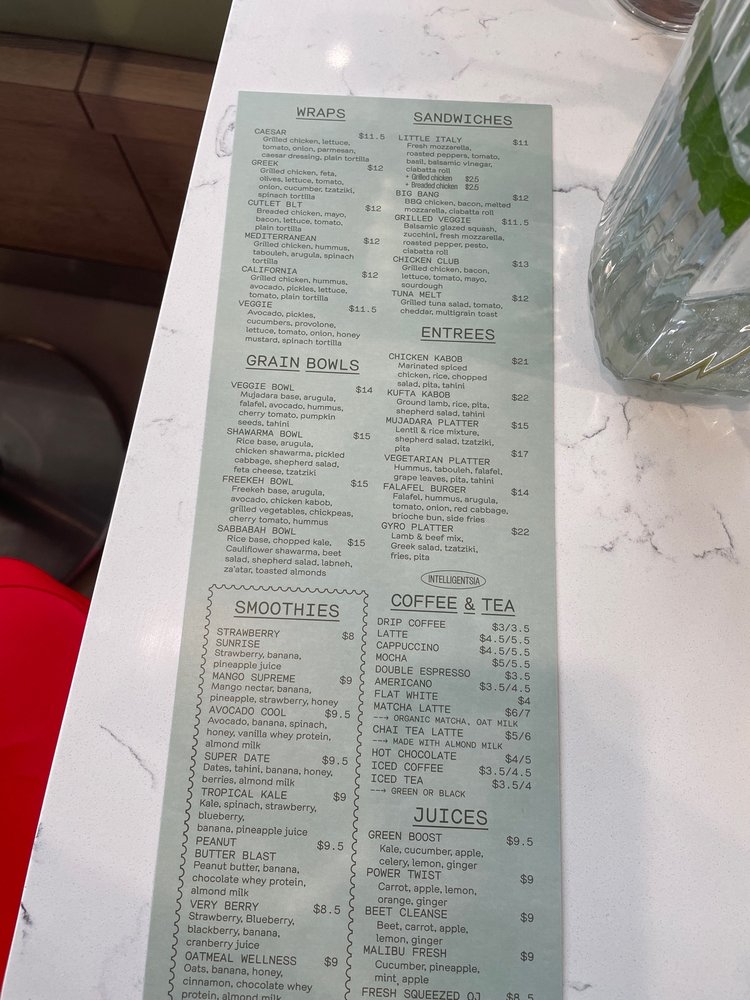 WRAPS
CAESAR $11.5
Grilled chicken, lettuce,
tomato, onion, parmesan,
caesar dressing, plain tortilla
GREEK $12
Grilled chicken, feta,
olives, lettuce, tomato,
onion, cucumber, tzatziki,
spinach tortilla
CUTLET BLT $12
Breaded chicken, mayo,
bacon, lettuce, tomato,
plain tortilla
MEDITERRANEAN $12
Grilled chicken, hummus,
tabouleh, arugula, spinach
tortilla
CALIFORNIA $12
Grilled chicken, hummus,
avocado, pickles, lettuce,
tomato, plain tortilla
VEGGIE $11.5
Avocado, pickles,
cucumbers, provolone,
lettuce, tomato, onion, honey
mustard, spinach tortilla
GRAIN BOWLS
VEGGIE BOWL $14
Mujadara base, arugula,
falafel, avocado, hummus,
cherry tomato, pumpkin
seeds, tahini
SHAWARMA BOWL $15
Rice base, arugula,
chicken shawarma, pickled
cabbage, shepherd salad,
feta cheese, tzatziki
FREEKEH BOWL $15
Freekeh base, arugula,
avocado, chicken kabob,
grilled vegetables, chickpeas,
cherry tomato, hummus
SABBABAH BOWL $15
Rice base, chopped kale,
Cauliflower shawarma, beet
salad, shepherd salad, labneh,
za'atar, toasted almonds
SMOOTHIES
STRAWBERRY $8
SUNRISE
Strawberry, banana,
pineapple juice
MANGO SUPREME $9
Mango nectar, banana,
pineapple, strawberry, honey
AVOCADO COOL $9.5
Avocado, banana, spinach,
honey, vanilla whey protein,
almond milk
SUPER DATE $9.5
Dates, tahini, banana, honey,
berries, almond milk
TROPICAL KALE $9
Kale, spinach, strawberry,
blueberry,
banana, pineapple juice
PEANUT $9.5
BUTTER BLAST
Peanut butter, banana,
chocolate whey protein,
almond milk
VERY BERRY $8.5
Strawberry, Blueberry,
blackberry, banana,
cranberry juice
OATMEAL WELLNESS $9
Oats, banana, honey,
cinnamon, chocolate whey
protein, almond milk
SANDWICHES
LITTLE ITALY $11
Fresh mozzarella,
roasted peppers, tomato,
basil, balsamic vinegar,
ciabatta roll
+ Grilled chicken $2.5
+ Breaded chicken $2.5
BIG BANG $12
BBQ chicken, bacon, melted
mozzarella, ciabatta roll
GRILLED VEGGIE $11.5
Balsamic glazed squash,
zucchini, fresh mozzarella,
roasted pepper, pesto,
ciabatta roll
CHICKEN CLUB $13
Grilled chicken, bacon,
lettuce, tomato, mayo,
sourdough
TUNA MELT $12
Grilled tuna salad, tomato,
cheddar, multigrain toast
ENTREES
CHICKEN KABOB $21
Marinated spiced
chicken, rice, chopped
salad, pita, tahini
KUFTA KABOB $22
Ground lamb, rice, pita,
shepherd salad, tahini
MUJADARA PLATTER $15
Lentil & rice mixture,
shepherd salad, tzatziki,
pita
VEGETARIAN PLATTER $17
Hummus, tabouleh, falafel,
grape leaves, pita, tahini
FALAFEL BURGER $14
Falafel, hummus, arugula,
tomato, onion, red cabbage,
brioche bun, side fries
GYRO PLATTER $22
Lamb & beef mix,
Greek salad, tzatziki,
fries, pita
INTELLIGENTSIA
COFFEE & TEA
DRIP COFFEE $3/3.5
LATTE $4.5/5.5
CAPPUCCINO $4.5/5.5
MOCHA $5/5.5
DOUBLE ESPRESSO $3.5
AMERICANO $3.5/4.5
FLAT WHITE $4
MATCHA LATTE $6/7
---> ORGANIC MATCHA, OAT MILK
CHAI TEA LATTE $5/6
---> MADE WITH ALMOND MILK
HOT CHOCOLATE $4/5
ICED COFFEE $3.5/4.5
ICED TEA $3.5/4
---> GREEN OR BLACK
JUICES
GREEN BOOST $9.5
Kale, cucumber, apple,
celery, lemon, ginger
POWER TWIST $9
Carrot, apple, lemon,
orange, ginger
BEET CLEANSE $9
Beet, carrot, apple,
lemon, ginger
MALIBU FRESH $9
Cucumber, pineapple,
mint, apple
FRESH SQUEEZED OJ $8.5